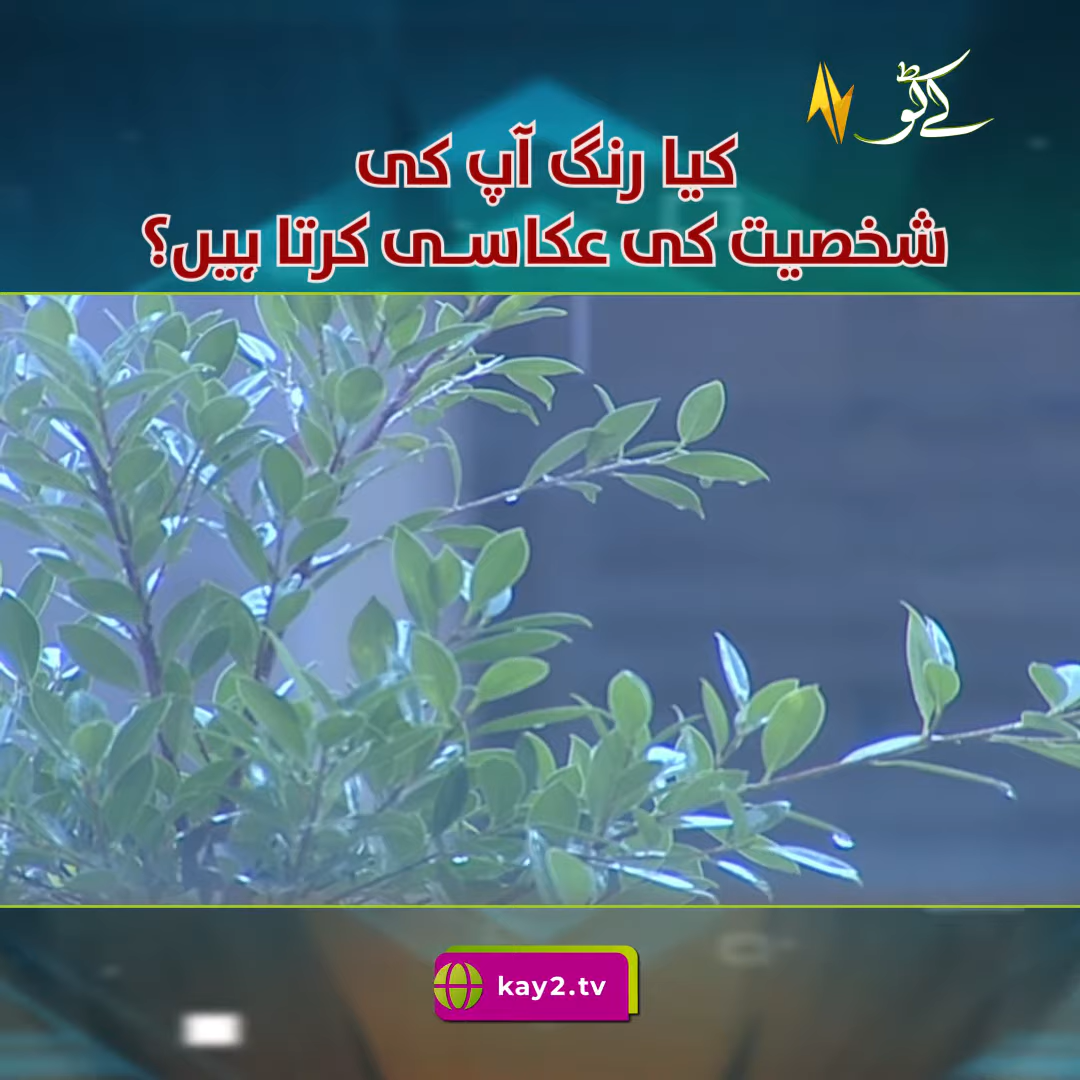 کے ٹو
کیا رنگ آپ کی
شخصیت کی عکاسی کرتا ہیں؟
kay2.tv